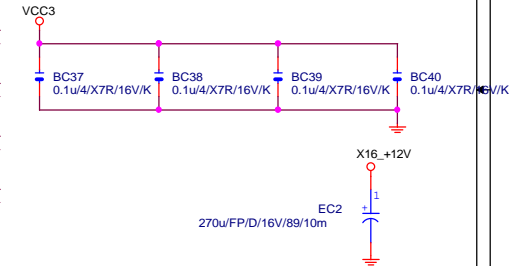 VCC3
BC37 BC38 BC39 BC40
0.1u/4/X7R/16V/K 0.1u/4/X7R/16V/K 0.1u/4/X7R/16V/K 0.1u/4/X7R/16V/K
X16_+12V
1
EC2 +
270u/FP/D/16V/89/10m